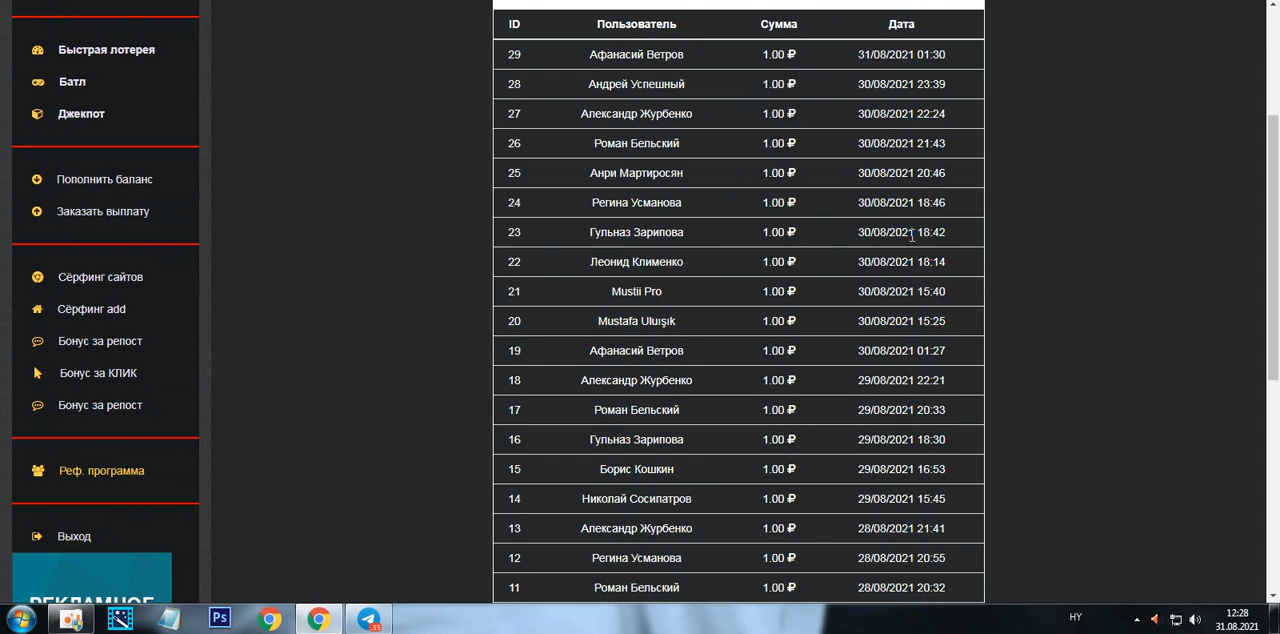 Быстрая лотерея
Батл
Джекпот
Пополнить баланс
Заказать выплату
Сёрфинг сайтов
Сёрфинг add
Бонус за репост
Бонус за КЛИК
Бонус за репост
Реф. программа
Выход
РЕКЛАМНОЕ
ID Пользователь Сумма Дата
29 Афанасий Ветров 1.00 ₽ 31/08/2021 01:30
28 Андрей Успешный 1.00 ₽ 30/08/2021 23:39
27 Александр Журбенко 1.00 ₽ 30/08/2021 22:24
26 Роман Бельский 1.00 ₽ 30/08/2021 21:43
25 Анри Мартиросян 1.00 ₽ 30/08/2021 20:46
24 Регина Усманова 1.00 ₽ 30/08/2021 18:46
23 Гульназ Зарипова 1.00 ₽ 30/08/2021 18:42
22 Леонид Клименко 1.00 ₽ 30/08/2021 18:14
21 Mustii Pro 1.00 ₽ 30/08/2021 15:40
20 Mustafa Uluışık 1.00 ₽ 30/08/2021 15:25
19 Афанасий Ветров 1.00 ₽ 30/08/2021 01:27
18 Александр Журбенко 1.00 ₽ 29/08/2021 22:21
17 Роман Бельский 1.00 ₽ 29/08/2021 20:33
16 Гульназ Зарипова 1.00 ₽ 29/08/2021 18:30
15 Борис Кошкин 1.00 ₽ 29/08/2021 16:53
14 Николай Сосипатров 1.00 ₽ 29/08/2021 15:45
13 Александр Журбенко 1.00 ₽ 28/08/2021 21:41
12 Регина Усманова 1.00 ₽ 28/08/2021 20:55
11 Роман Бельский 1.00 ₽ 28/08/2021 20:32
Ps
53
HY
12:28
31.08.2021